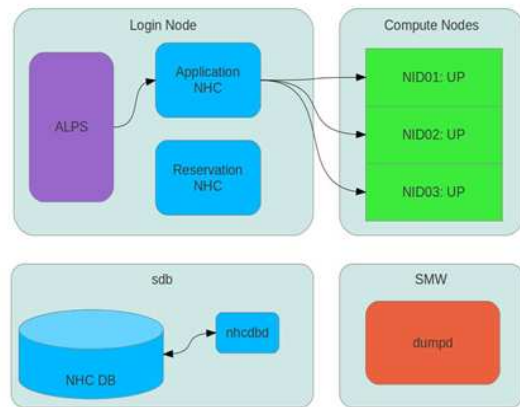 Login Node
ALPS
Application
NHC
Reservation
NHC
Compute Nodes
NID01: UP
NID02: UP
NID03: UP
sdb
NHC DB
nhcdbd
SMW
dumpd